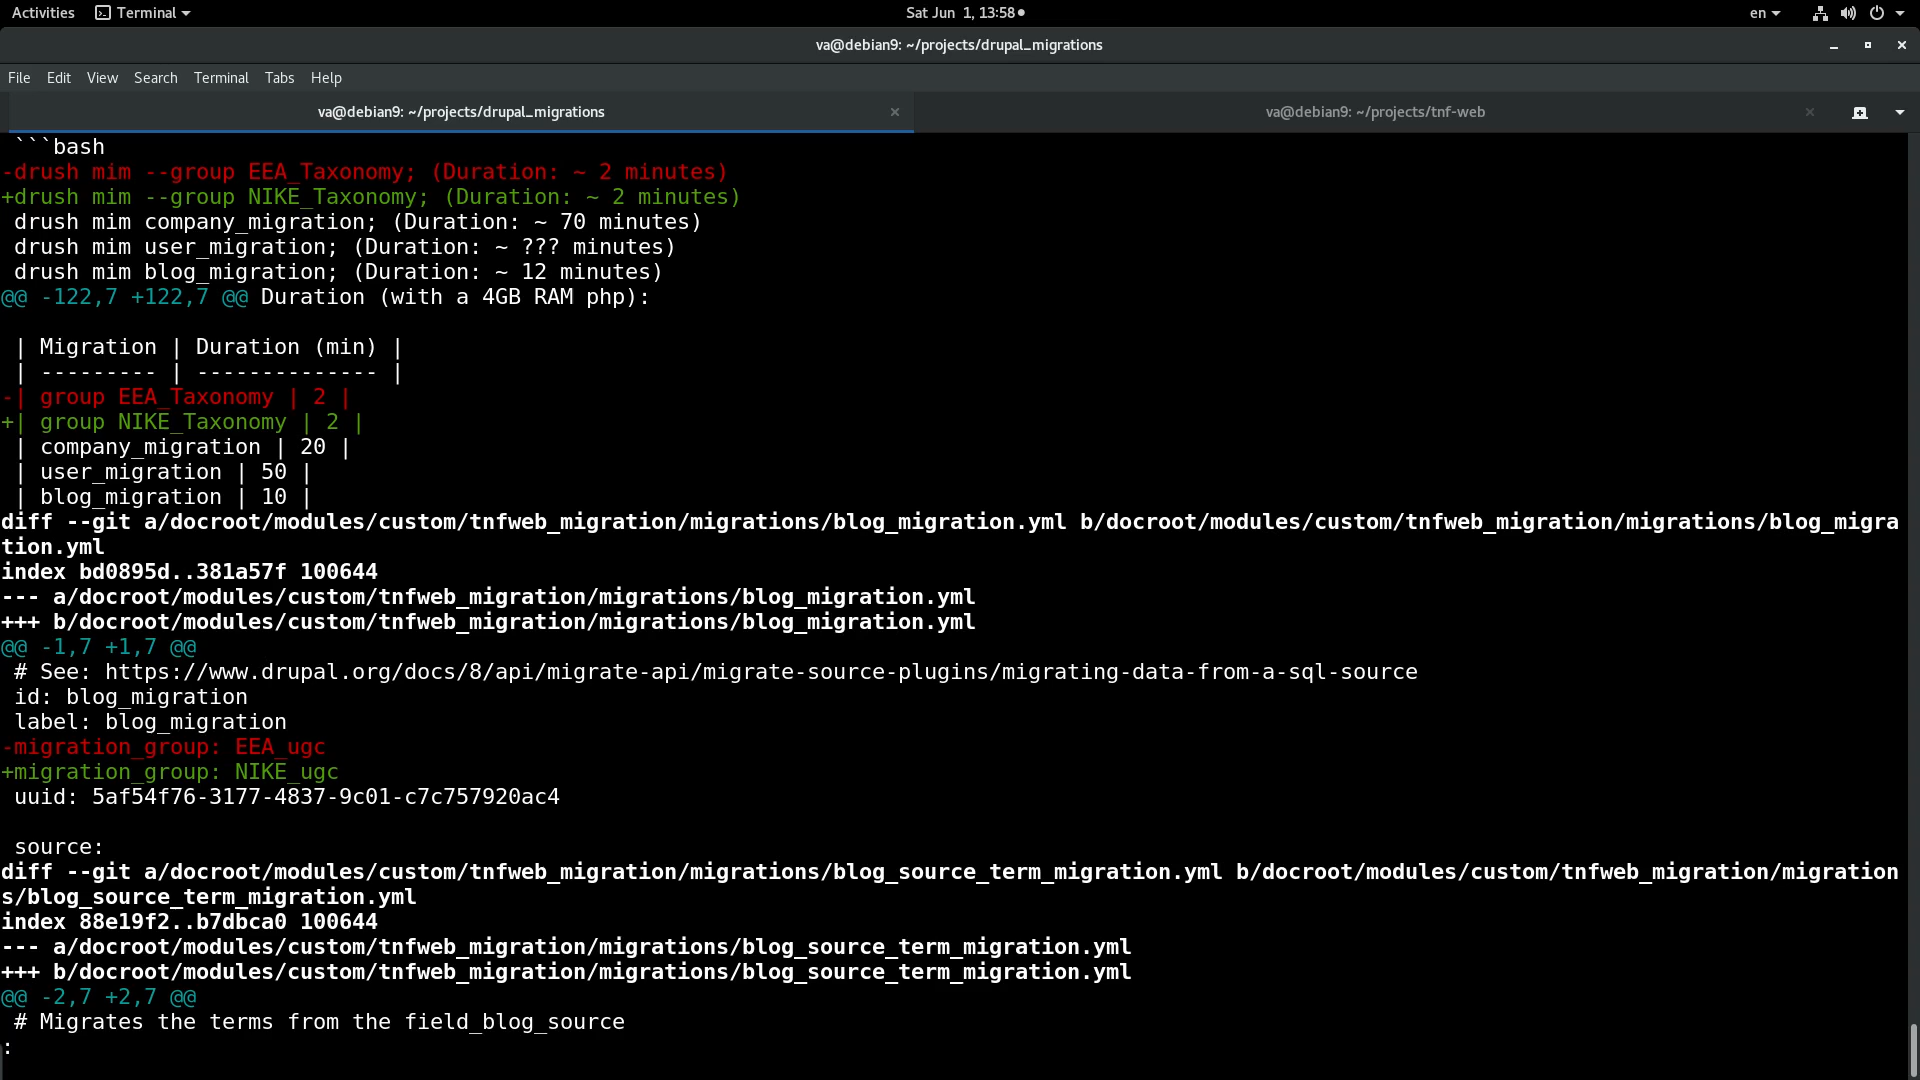 Activities Terminal Sat Jun 1, 13:58 en
va@debian9: ~/projects/drupal_migrations
File Edit View Search Terminal Tabs Help
va@debian9: ~/projects/drupal_migrations va@debian9: ~/projects/tnf-web
 ```bash
-drush mim --group EEA_Taxonomy; (Duration: ~ 2 minutes)
+drush mim --group NIKE_Taxonomy; (Duration: ~ 2 minutes)
 drush mim company_migration; (Duration: ~ 70 minutes)
 drush mim user_migration; (Duration: ~ ??? minutes)
 drush mim blog_migration; (Duration: ~ 12 minutes)
@@ -122,7 +122,7 @@ Duration (with a 4GB RAM php):
 | Migration | Duration (min) |
 | --------- | -------------- |
-| group EEA_Taxonomy | 2 |
+| group NIKE_Taxonomy | 2 |
 | company_migration | 20 |
 | user_migration | 50 |
 | blog_migration | 10 |
diff --git a/docroot/modules/custom/tnfweb_migration/migrations/blog_migration.yml b/docroot/modules/custom/tnfweb_migration/migrations/blog_migra
tion.yml
index bd0895d..381a57f 100644
--- a/docroot/modules/custom/tnfweb_migration/migrations/blog_migration.yml
+++ b/docroot/modules/custom/tnfweb_migration/migrations/blog_migration.yml
@@ -1,7 +1,7 @@
 # See: https://www.drupal.org/docs/8/api/migrate-api/migrate-source-plugins/migrating-data-from-a-sql-source
 id: blog_migration
 label: blog_migration
-migration_group: EEA_ugc
+migration_group: NIKE_ugc
 uuid: 5af54f76-3177-4837-9c01-c7c757920ac4
 source:
diff --git a/docroot/modules/custom/tnfweb_migration/migrations/blog_source_term_migration.yml b/docroot/modules/custom/tnfweb_migration/migration
s/blog_source_term_migration.yml
index 88e19f2..b7dbca0 100644
--- a/docroot/modules/custom/tnfweb_migration/migrations/blog_source_term_migration.yml
+++ b/docroot/modules/custom/tnfweb_migration/migrations/blog_source_term_migration.yml
@@ -2,7 +2,7 @@
 # Migrates the terms from the field_blog_source
: